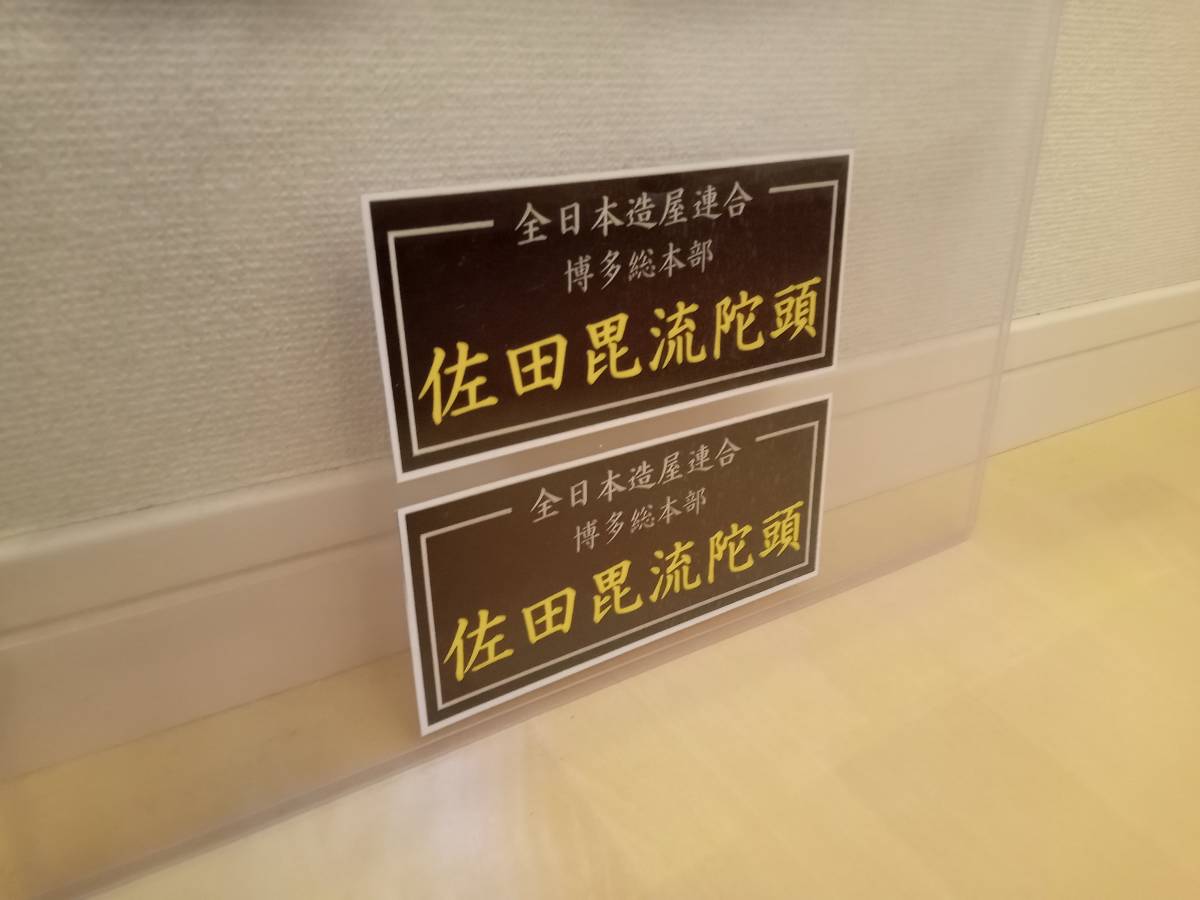 全日本造屋連合
博多総本部
佐田毘流陀頭
全日本造屋連合
博多総本部
佐田毘流陀頭